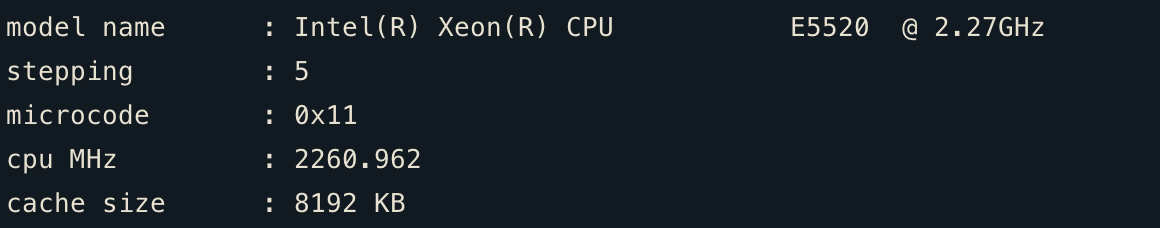 model name      : Intel(R) Xeon(R) CPU           E5520  @ 2.27GHz
stepping        : 5
microcode       : 0x11
cpu MHz         : 2260.962
cache size      : 8192 KB